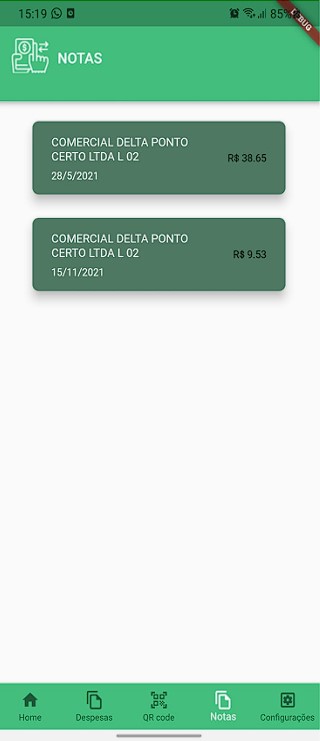 15:19
85%
BUG
NOTAS
COMERCIAL DELTA PONTO
CERTO LTDA L 02
R$ 38.65
28/5/2021
COMERCIAL DELTA PONTO
CERTO LTDA L 02
R$ 9.53
15/11/2021
Home
Despesas
QR code
Notas
Configurações